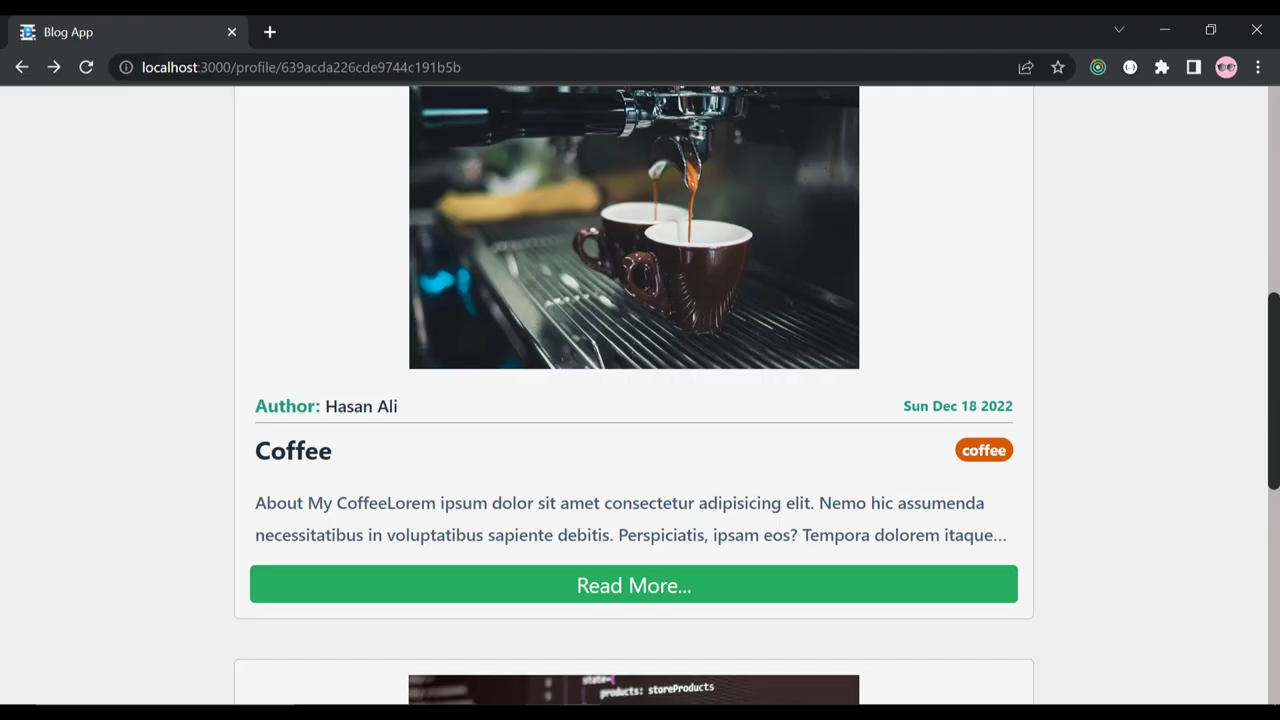 Blog App
localhost:3000/profile/639acda226cde9744c191b5b
Author: Hasan Ali
Sun Dec 18 2022
Coffee
coffee
About My CoffeeLorem ipsum dolor sit amet consectetur adipisicing elit. Nemo hic assumenda
necessitatibus in voluptatibus sapiente debitis. Perspiciatis, ipsam eos? Tempora dolorem itaque...
Read More...
state={
products: storeProducts